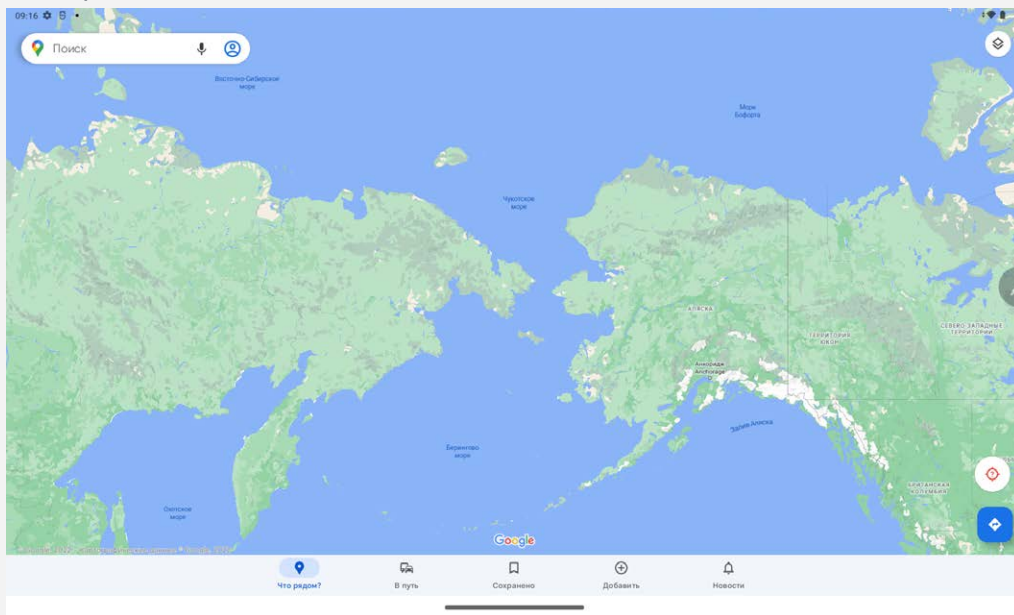 09:16
Поиск
Восточно-Сибирское
море
Море
Бофорта
Чукотское
море
АЛЯСКА
СЕВЕРО-ЗАПАДНЫЕ
ТЕРРИТОРИИ
ТЕРРИТОРИЯ
ЮКОН
Анкоридж
Anchorage
Залив Аляска
Берингово
море
БРИТАНСКАЯ
КОЛУМБИЯ
Охотское
море
Google
Что рядом?
В путь
Сохранено
Добавить
Новости